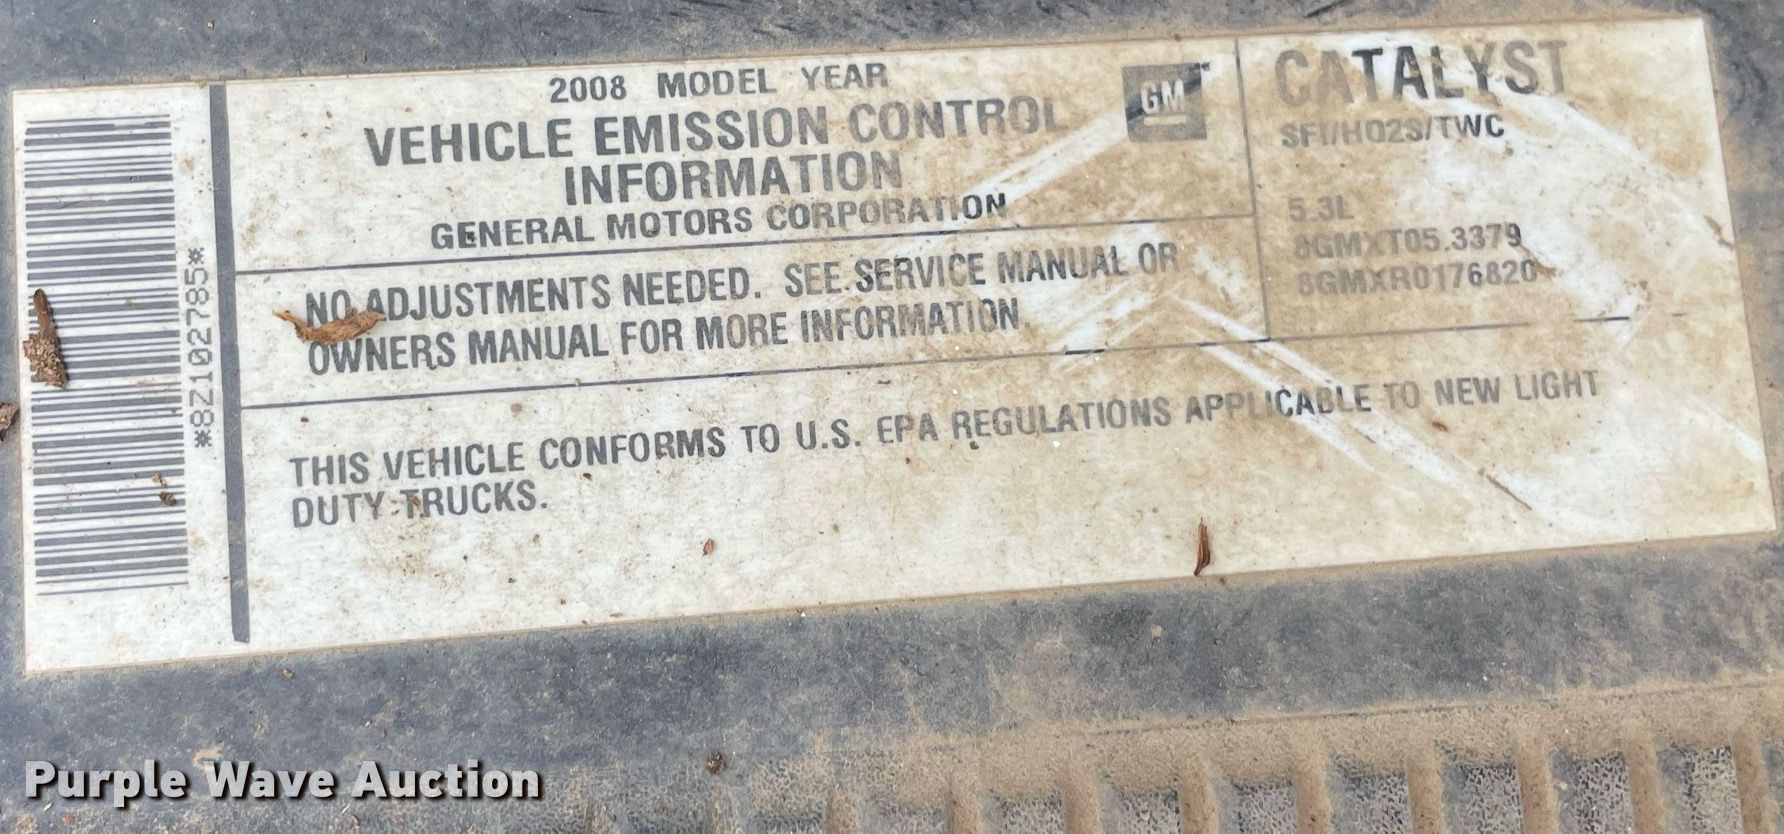 2008 MODEL YEAR
VEHICLE EMISSION CONTROL
INFORMATION
GENERAL MOTORS CORPORATION
GM
CATALYST
SFI/HO2S/TWC
5.3L
8GMXT05.3379
8GMXR0176820
NO ADJUSTMENTS NEEDED. SEE SERVICE MANUAL OR
OWNERS MANUAL FOR MORE INFORMATION.
THIS VEHICLE CONFORMS TO U.S. EPA REGULATIONS APPLICABLE TO NEW LIGHT
DUTY TRUCKS.
*8Z102785*
Purple Wave Auction